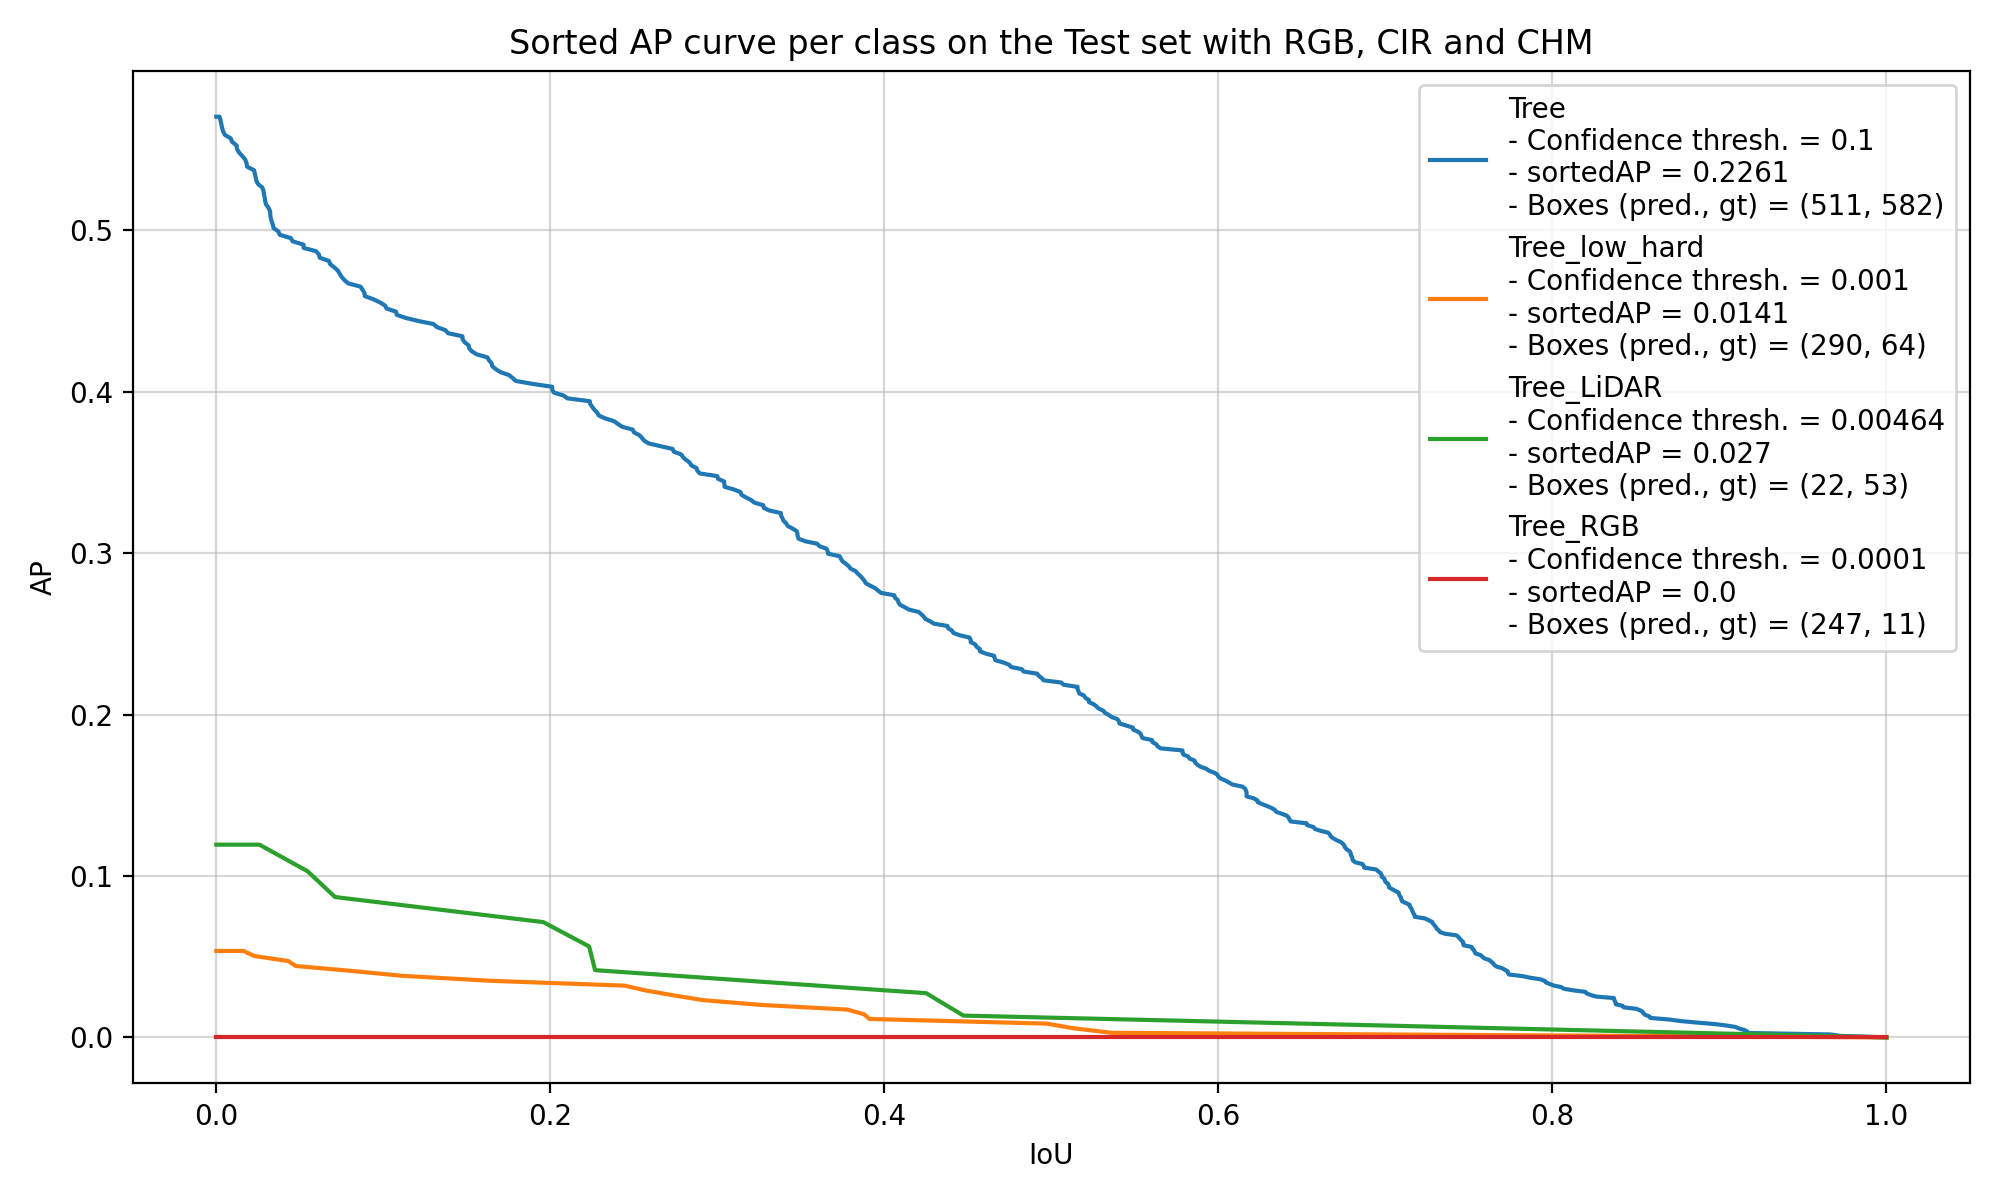 Sorted AP curve per class on the Test set with RGB, CIR and CHM
Tree
- Confidence thresh. = 0.1
- sortedAP = 0.2261
- Boxes (pred., gt) = (511, 582)
Tree_low_hard
- Confidence thresh. = 0.001
- sortedAP = 0.0141
- Boxes (pred., gt) = (290, 64)
Tree_LiDAR
- Confidence thresh. = 0.00464
- sortedAP = 0.027
- Boxes (pred., gt) = (22, 53)
Tree_RGB
- Confidence thresh. = 0.0001
- sortedAP = 0.0
- Boxes (pred., gt) = (247, 11)
AP
0.5
0.4
0.3
0.2
0.1
0.0
0.0 0.2 0.4 0.6 0.8 1.0
IoU